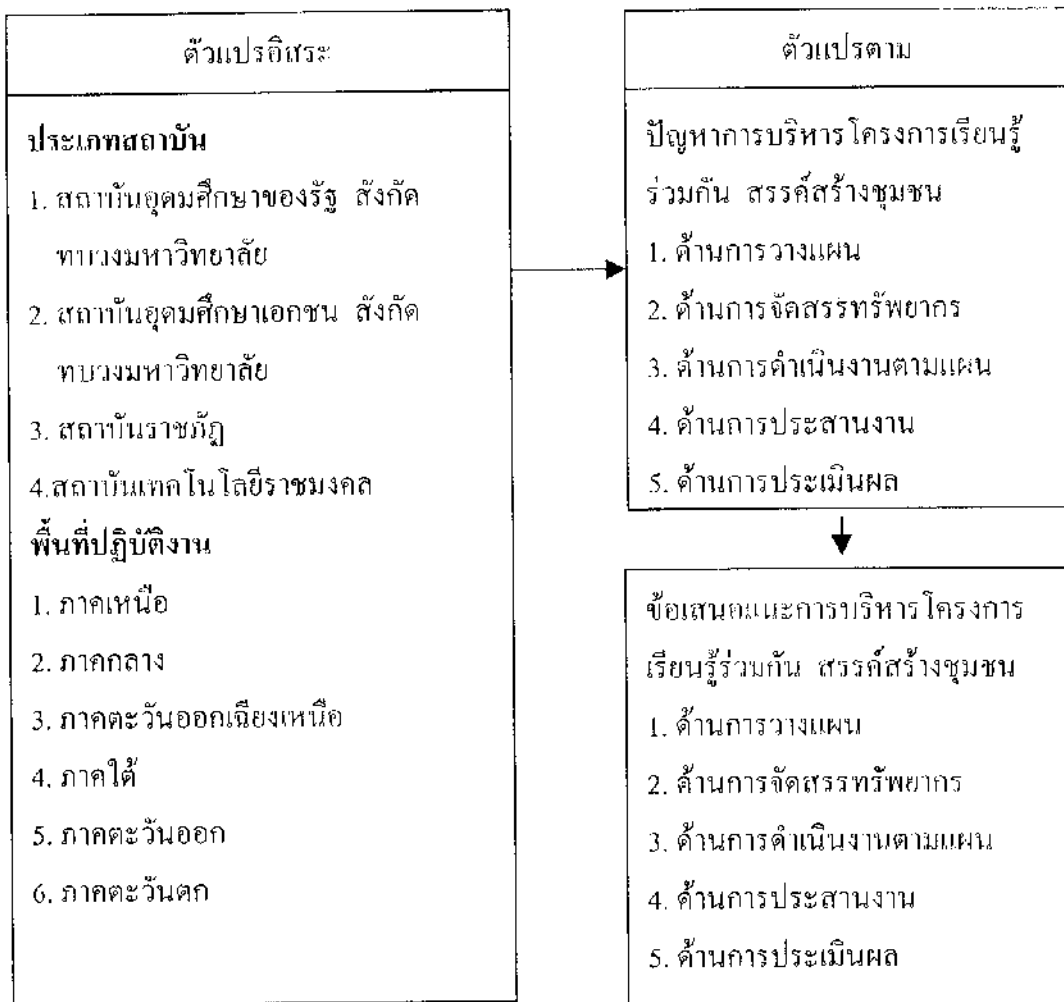 ตัวแปรอิสระ
ประเภทสถาบัน
1. สถาบันอุดมศึกษาของรัฐ สังกัด
ทบวงมหาวิทยาลัย
2. สถาบันอุดมศึกษาเอกชน สังกัด
ทบวงมหาวิทยาลัย
3. สถาบันราชภัฏ
4.สถาบันเทคโนโลยีราชมงคล
พื้นที่ปฏิบัติงาน
1. ภาคเหนือ
2. ภาคกลาง
3. ภาคตะวันออกเฉียงเหนือ
4. ภาคใต้
5. ภาคตะวันออก
6. ภาคตะวันตก
ตัวแปรตาม
ปัญหาการบริหารโครงการเรียนรู้
ร่วมกัน สรรค์สร้างชุมชน
1. ด้านการวางแผน
2. ด้านการจัดสรรทรัพยากร
3. ด้านการดำเนินงานตามแผน
4. ด้านการประสานงาน
5. ด้านการประเมินผล
ข้อเสนอแนะการบริหารโครงการ
เรียนรู้ร่วมกัน สรรค์สร้างชุมชน
1. ด้านการวางแผน
2. ด้านการจัดสรรทรัพยากร
3. ด้านการดำเนินงานตามแผน
4. ด้านการประสานงาน
5. ด้านการประเมินผล